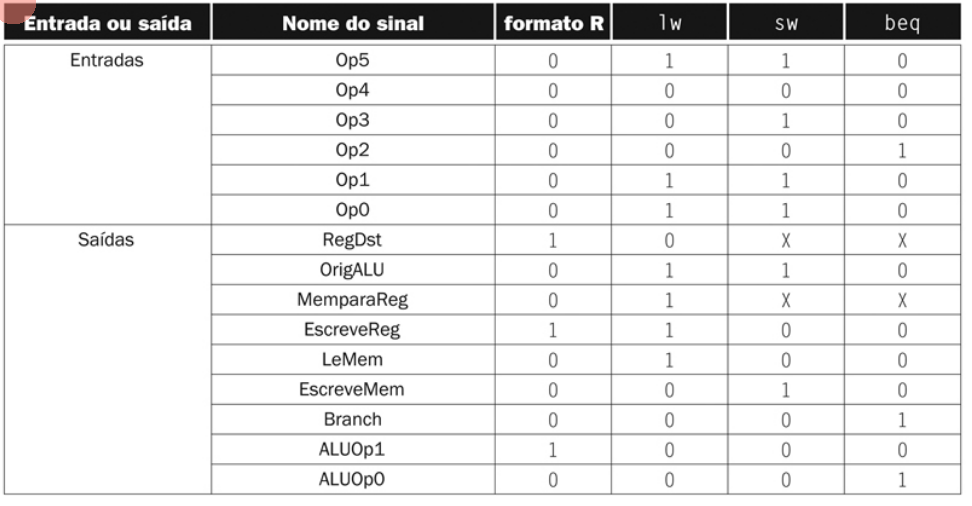 Entrada ou saída Nome do sinal formato R lw sw beq
Entradas Op5 0 1 1 0
Op4 0 0 0 0
Op3 0 0 1 0
Op2 0 0 0 1
Op1 0 1 1 0
Op0 0 1 1 0
Saídas RegDst 1 0 X X
OrigALU 0 1 1 0
MemparaReg 0 1 X X
EscreveReg 1 1 0 0
LeMem 0 1 0 0
EscreveMem 0 0 1 0
Branch 0 0 0 1
ALUOp1 1 0 0 0
ALUOp0 0 0 0 1